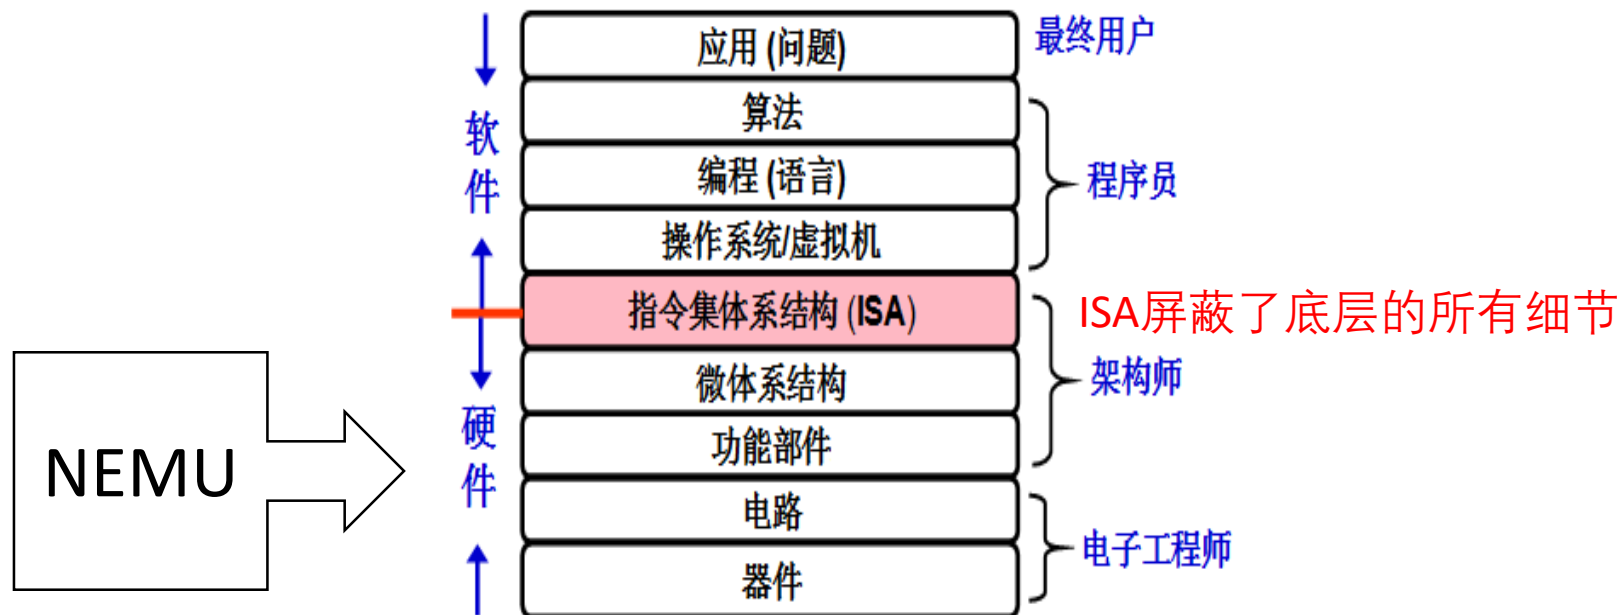 应用 (问题)
最终用户
算法
编程 (语言)
操作系统/虚拟机
程序员
软件
指令集体系结构 (ISA)
ISA屏蔽了底层的所有细节
微体系结构
功能部件
架构师
硬件
NEMU
电路
器件
电子工程师